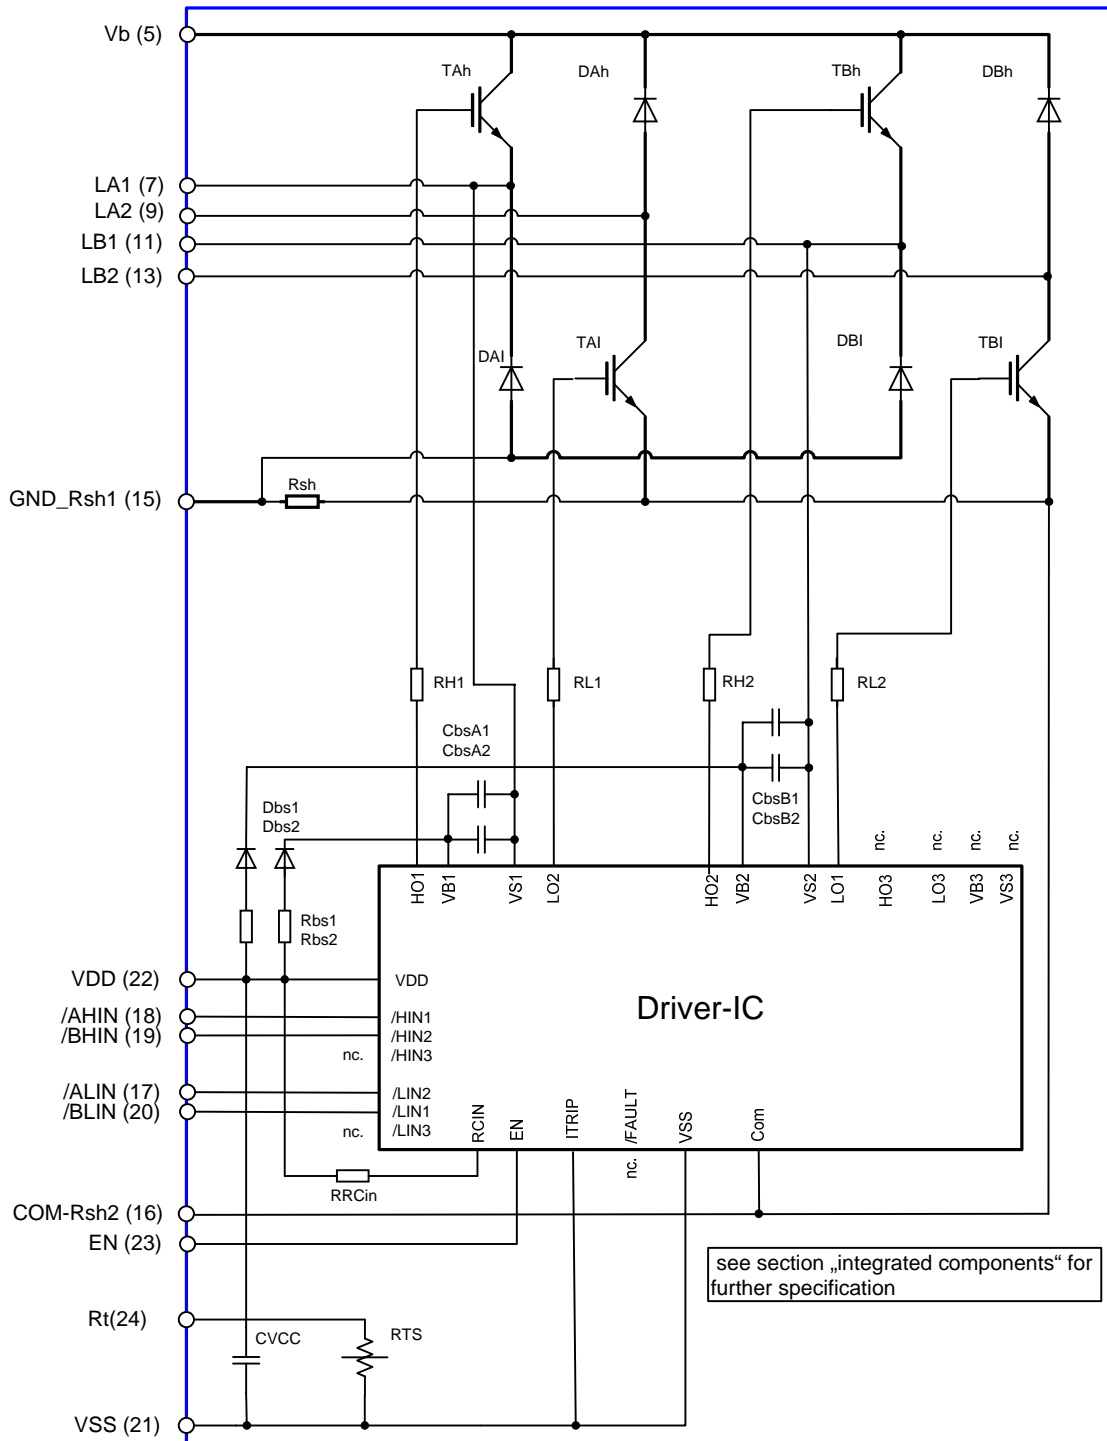 Vb (5)
TAh
DAh
TBh
DBh
LA1 (7)
LA2 (9)
LB1 (11)
LB2 (13)
DAI
TAI
DBI
TBI
GND_Rsh1 (15)
Rsh
RH1
RL1
RH2
RL2
CbsA1
CbsA2
CbsB1
CbsB2
Dbs1
Dbs2
Rbs1
Rbs2
HO1
VB1
VS1
LO2
HO2
VB2
VS2
LO1
nc.
HO3
nc.
LO3
nc.
VB3
nc.
VS3
VDD (22)
VDD
Driver-IC
/AHIN (18)
/HIN1
/BHIN (19)
/HIN2
nc.
/HIN3
/ALIN (17)
/LIN2
/BLIN (20)
/LIN1
nc.
/LIN3
RCIN
EN
ITRIP
nc. /FAULT
VSS
Com
RRCin
COM-Rsh2 (16)
EN (23)
see section „integrated components“ for
further specification
Rt(24)
CVCC
RTS
VSS (21)